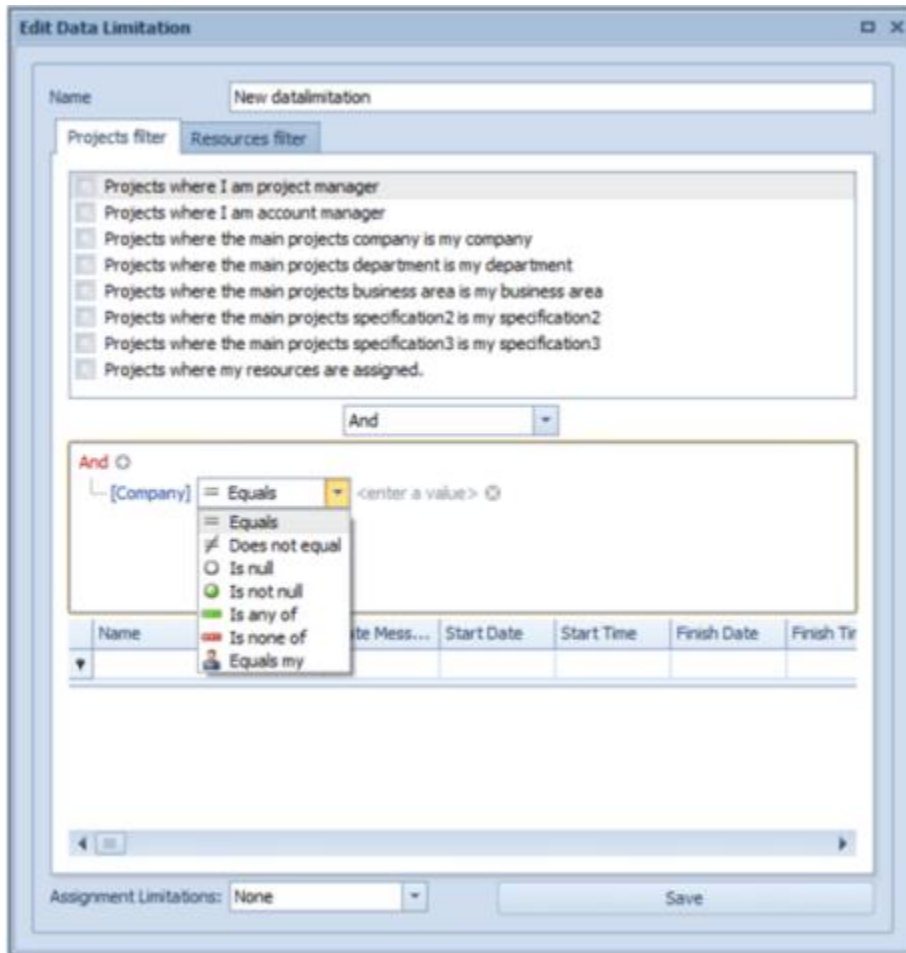 Edit Data Limitation
Name New datalimitation
Projects filter Resources filter
Projects where I am project manager
Projects where I am account manager
Projects where the main projects company is my company
Projects where the main projects department is my department
Projects where the main projects business area is my business area
Projects where the main projects specification2 is my specification2
Projects where the main projects specification3 is my specification3
Projects where my resources are assigned.
And
And
[Company] = Equals <enter a value>
= Equals
≠ Does not equal
Is null
Is not null
Is any of
Is none of
Equals my
Name te Mess... Start Date Start Time Finish Date Finish Tir
Assignment Limitations: None Save